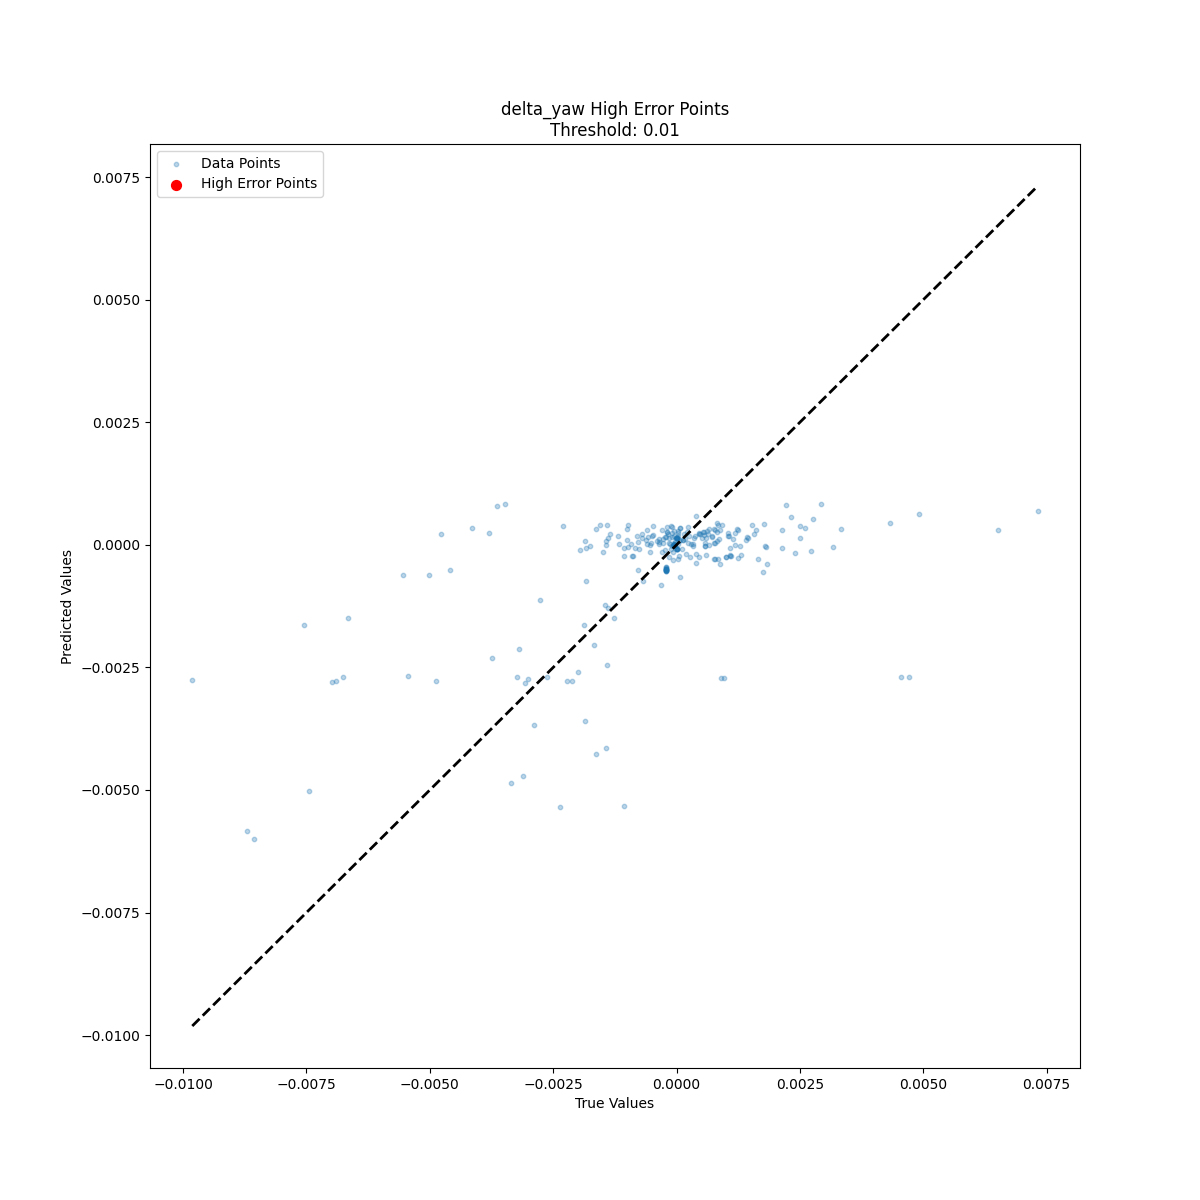 delta_yaw High Error Points
Threshold: 0.01
Data Points
High Error Points
0.0075
0.0050
0.0025
0.0000
−0.0025
−0.0050
−0.0075
−0.0100
Predicted Values
−0.0100 −0.0075 −0.0050 −0.0025 0.0000 0.0025 0.0050 0.0075
True Values